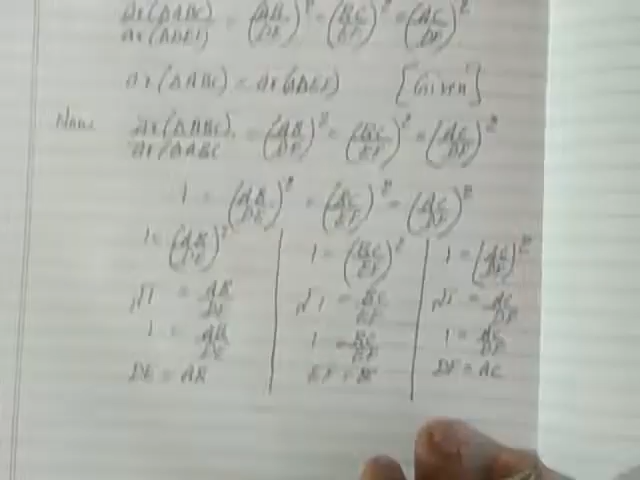 ar(ΔABC)/ar(ΔDEF) = (AB/DE)² = (BC/EF)² = (AC/DF)²
ar(ΔABC) = ar(ΔDEF) [Given]
Now ar(ΔABC)/ar(ΔABC = (AB/DE)² = (BC/EF)² = (AC/DF)²
1 = (AB/DE)² = (BC/EF)² = (AC/DF)²
1 = (AB/DE)² 1 = (BC/EF)² 1 = (AC/DF)²
√1 = AB/DE √1 = BC/EF √1 = AC/DF
1 = AB/DE 1 = BC/EF 1 = AC/DF
DE = AB EF = BC DF = AC